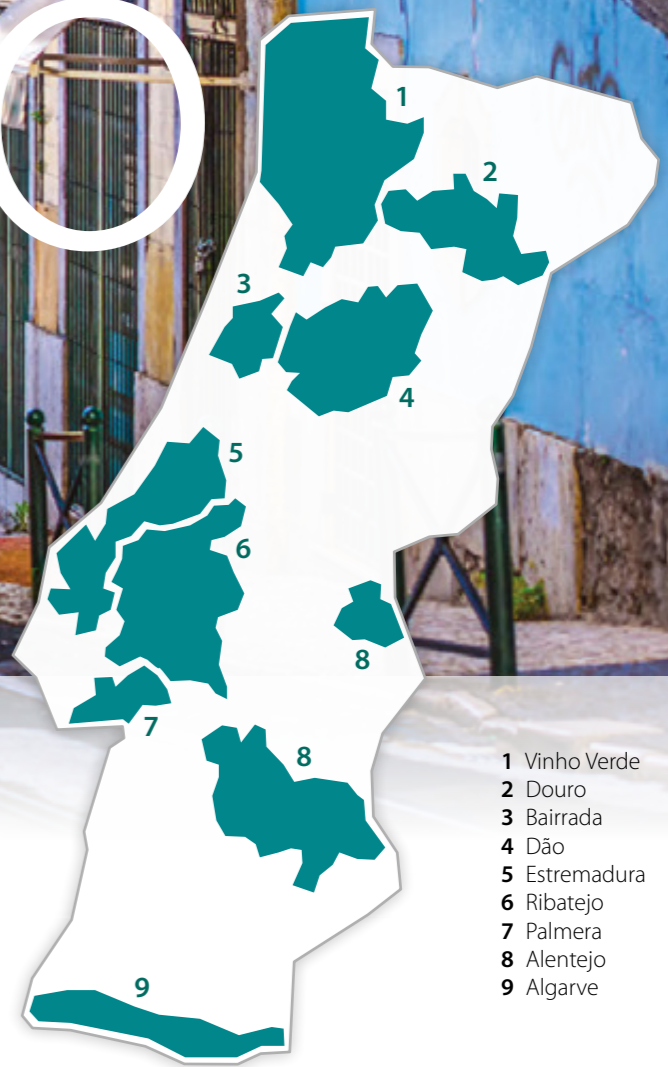 1
2
3
4
5
6
8
7
8
9
1 Vinho Verde
2 Douro
3 Bairrada
4 Dão
5 Estremadura
6 Ribatejo
7 Palmera
8 Alentejo
9 Algarve